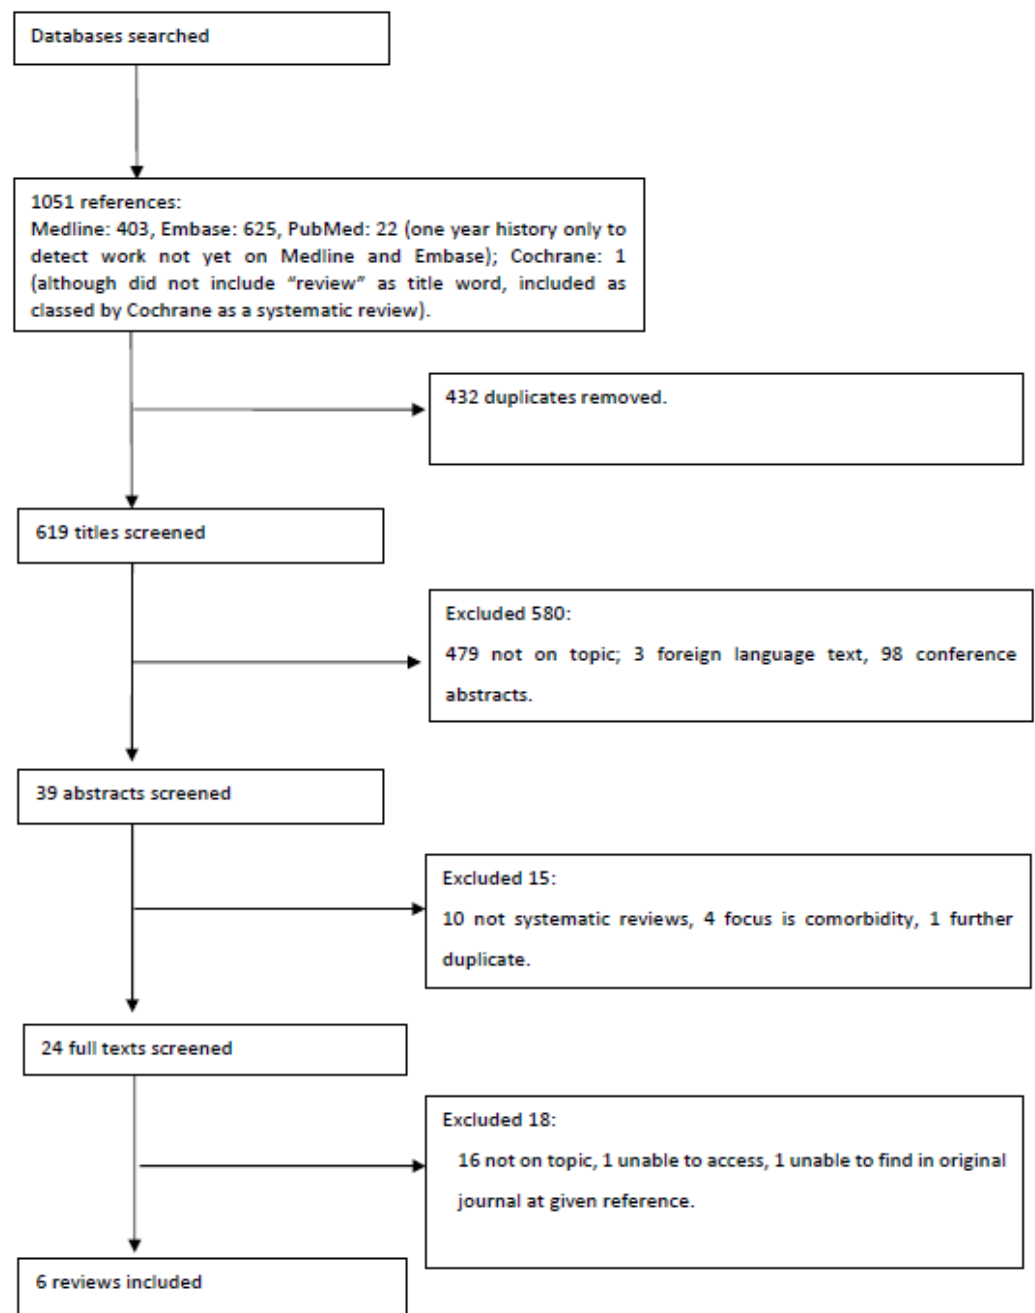 Databases searched
1051 references:
Medline: 403, Embase: 625, PubMed: 22 (one year history only to
detect work not yet on Medline and Embase); Cochrane: 1
(although did not include “review” as title word, included as
classed by Cochrane as a systematic review).
432 duplicates removed.
619 titles screened
Excluded 580:
479 not on topic; 3 foreign language text, 98 conference
abstracts.
39 abstracts screened
Excluded 15:
10 not systematic reviews, 4 focus is comorbidity, 1 further
duplicate.
24 full texts screened
Excluded 18:
16 not on topic, 1 unable to access, 1 unable to find in original
journal at given reference.
6 reviews included